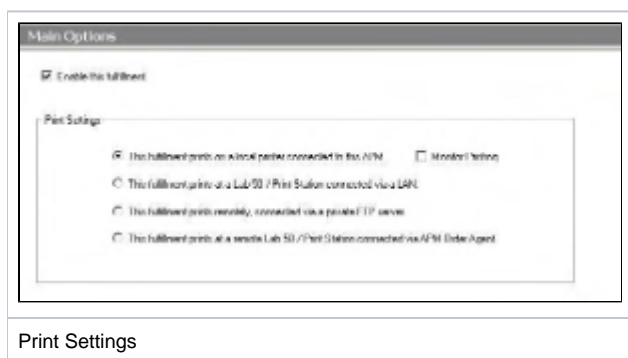 Main Options
Enable this fulfillment
Print Settings
This fulfillment prints on a local printer connected to this APM. Monitor Printing
This fulfillment prints at a Lab 50 / Print Station connected via a LAN.
This fulfillment prints remotely, connected via a private FTP server.
This fulfillment prints at a remote Lab 50 / Print Station connected via APM Order Agent
Print Settings